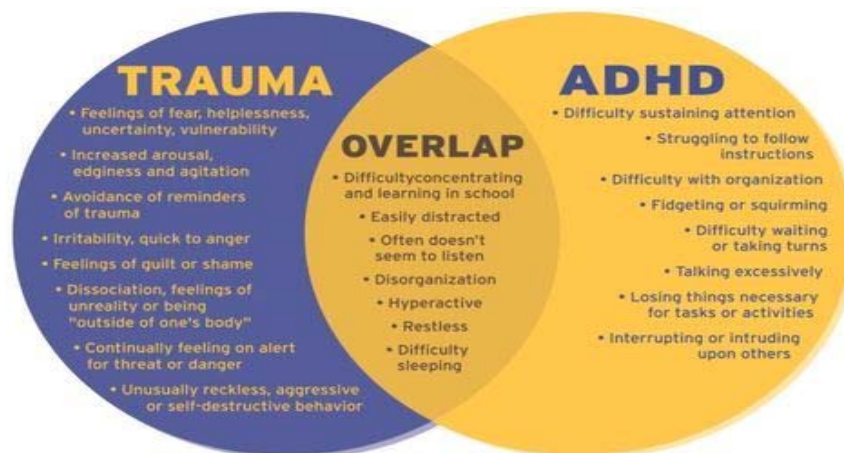 TRAUMA
• Feelings of fear, helplessness,
uncertainty, vulnerability
• Increased arousal,
edginess and agitation
• Avoidance of reminders
of trauma
• Irritability, quick to anger
• Feelings of guilt or shame
• Dissociation, feelings of
unreality or being
"outside of one's body"
• Continually feeling on alert
for threat or danger
• Unusually reckless, aggressive
or self-destructive behavior
OVERLAP
• Difficultyconcentrating
and learning in school
• Easily distracted
• Often doesn't
seem to listen
• Disorganization
• Hyperactive
• Restless
• Difficulty
sleeping
ADHD
• Difficulty sustaining attention
• Struggling to follow
instructions
• Difficulty with organization
• Fidgeting or squirming
• Difficulty waiting
or taking turns
• Talking excessively
• Losing things necessary
for tasks or activities
• Interrupting or intruding
upon others